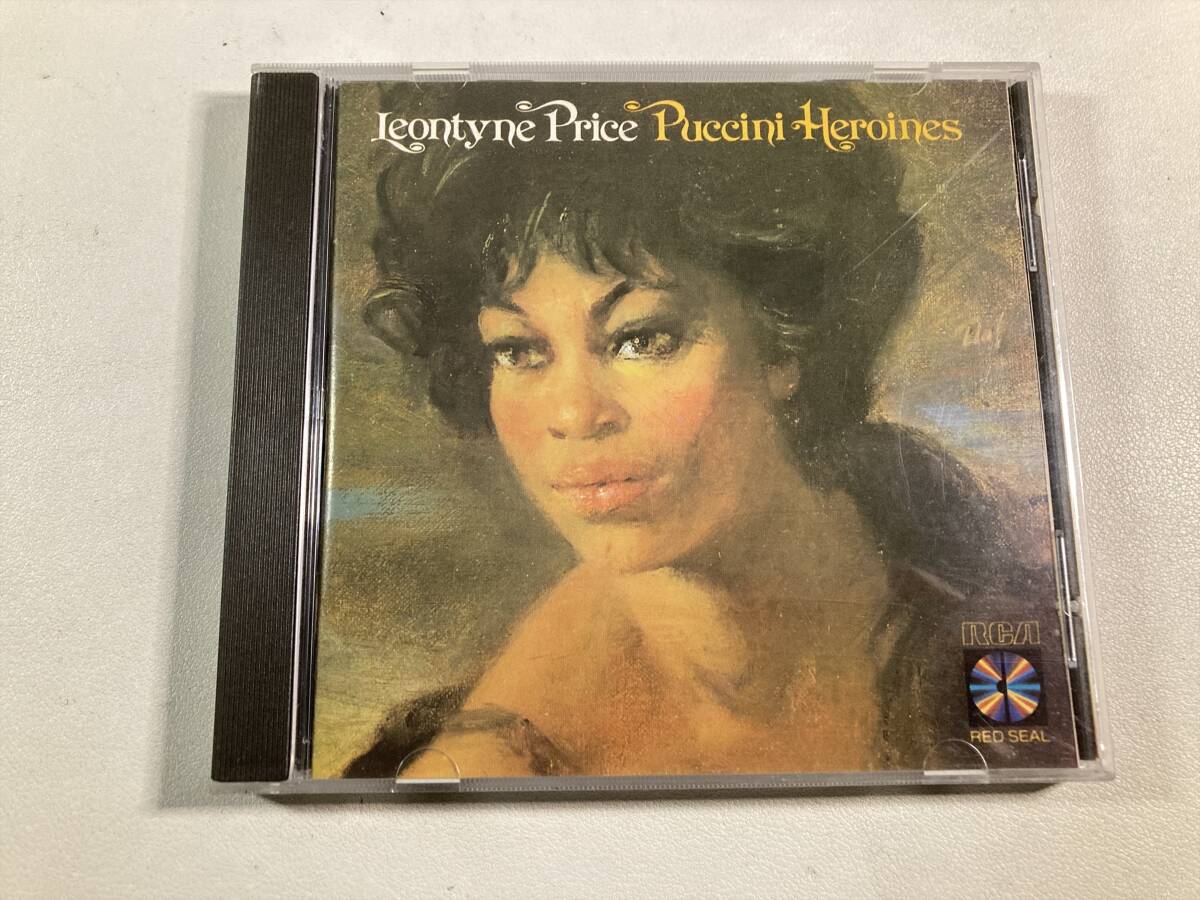 Leontyne Price Puccini Heroines
RCA
RED SEAL